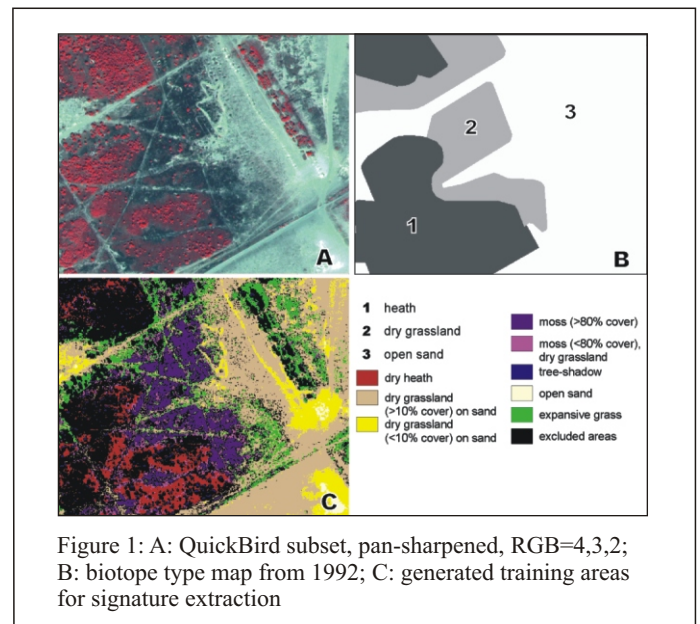 A
B
1
2
3
C
1 heath
2 dry grassland
3 open sand
dry heath
dry grassland
(>10% cover) on sand
dry grassland
(<10% cover) on sand
moss (>80% cover)
moss (<80% cover),
dry grassland
tree-shadow
open sand
expansive grass
excluded areas
Figure 1: A: QuickBird subset, pan-sharpened, RGB=4,3,2;
B: biotope type map from 1992; C: generated training areas
for signature extraction